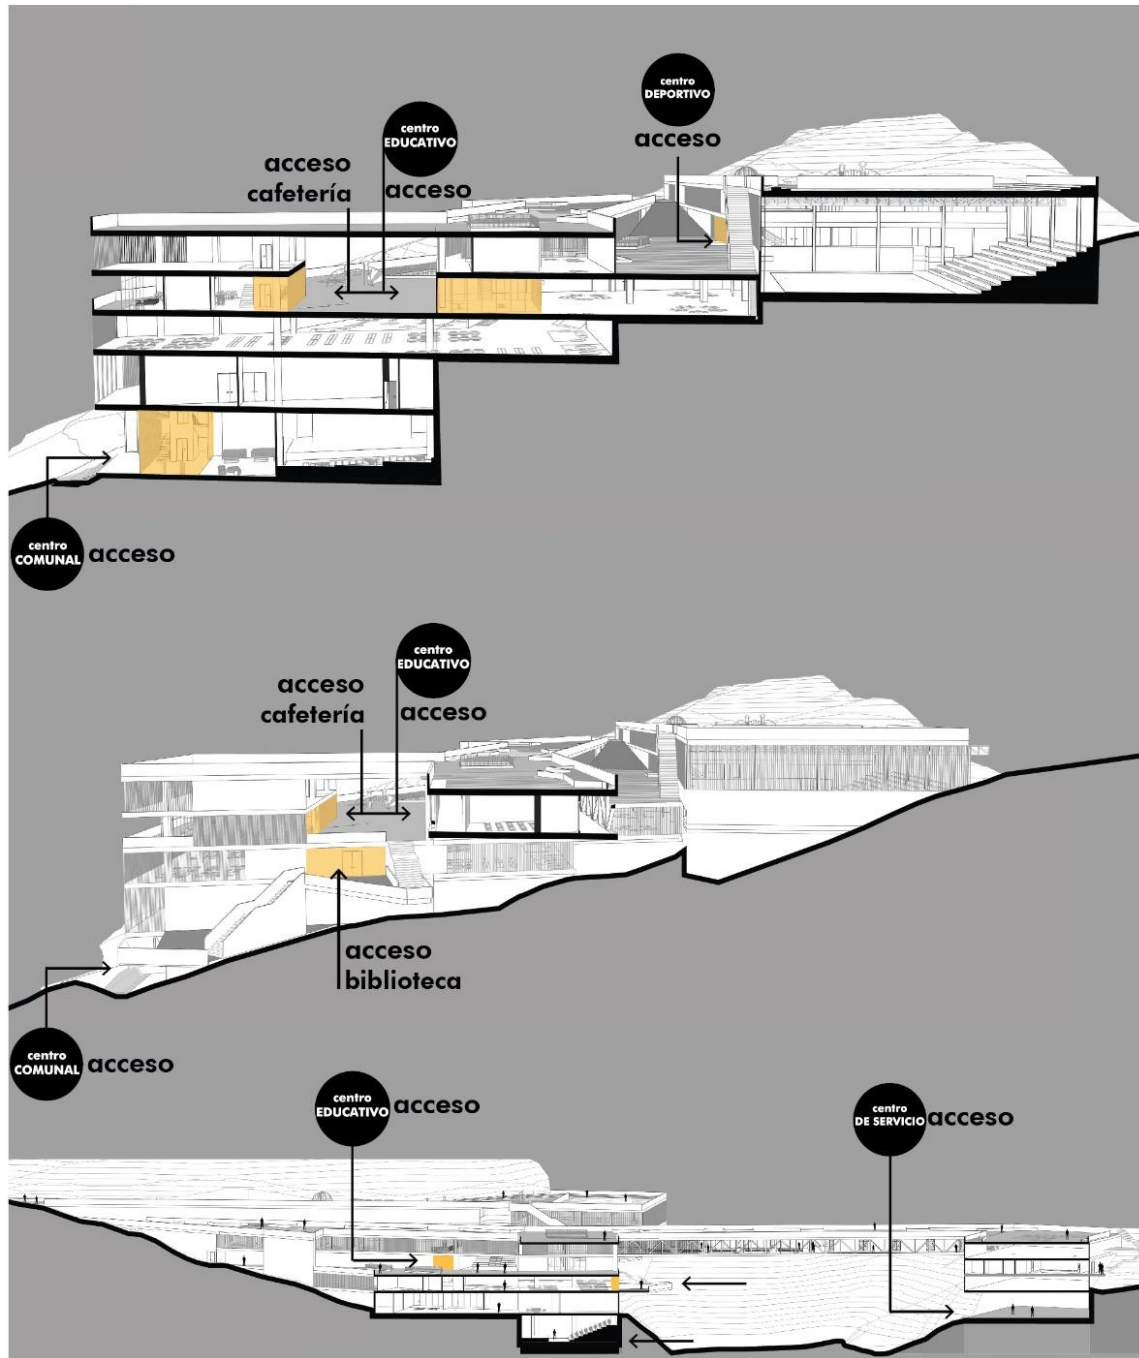 centro
DEPORTIVO
acceso
centro
EDUCATIVO
acceso
cafetería
acceso
centro
COMUNAL
acceso
centro
EDUCATIVO
acceso
cafetería
acceso
acceso
biblioteca
centro
COMUNAL
acceso
centro
EDUCATIVO
acceso
centro
DE SERVICIO
acceso